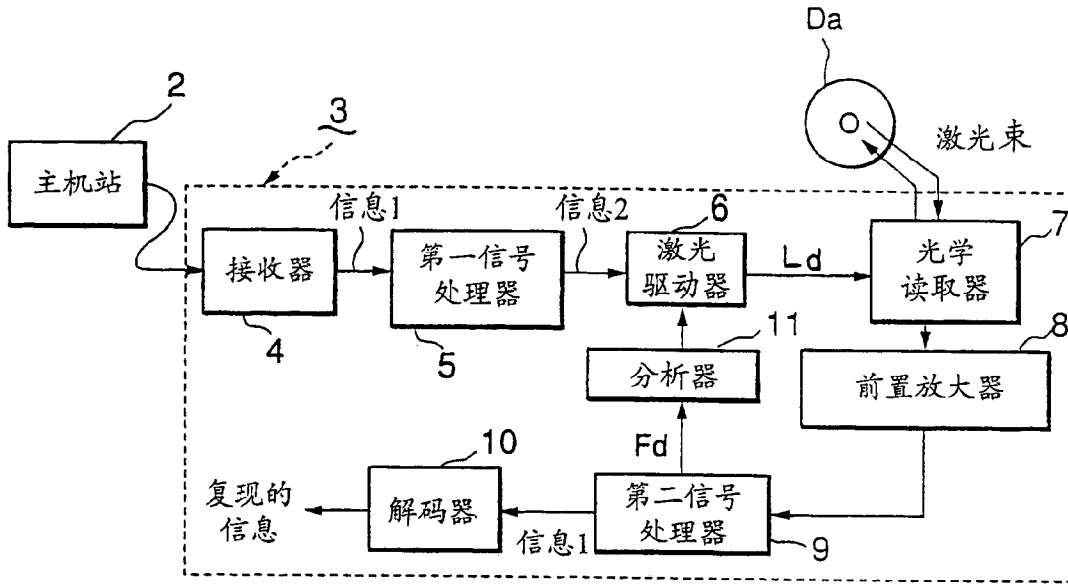 Da
2
3
主机站
激光束
信息1
信息2
6
7
接收器
第一信号
处理器
激光
驱动器
Ld
光学
读取器
4
5
11
8
分析器
前置放大器
Fd
10
复现的
信息
解码器
信息1
第二信号
处理器
9